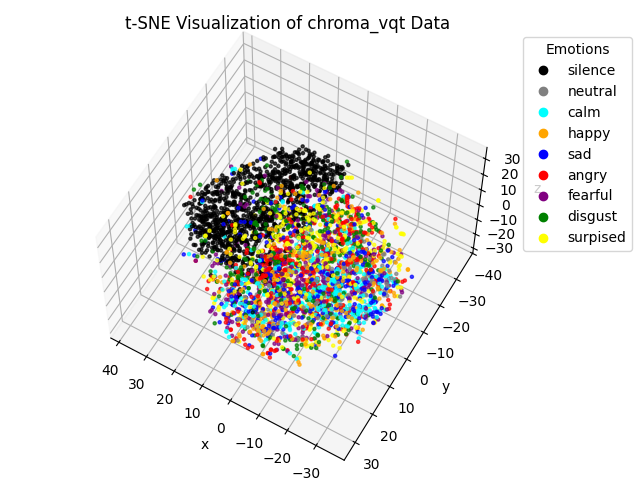 t-SNE Visualization of chroma_vqt Data
Emotions
silence
neutral
calm
happy
sad
angry
fearful
disgust
surpised
30
20
10
0
−10
−20
−30
z
−40
−30
−20
−10
0
10
20
30
y
40
30
20
10
0
−10
−20
−30
x